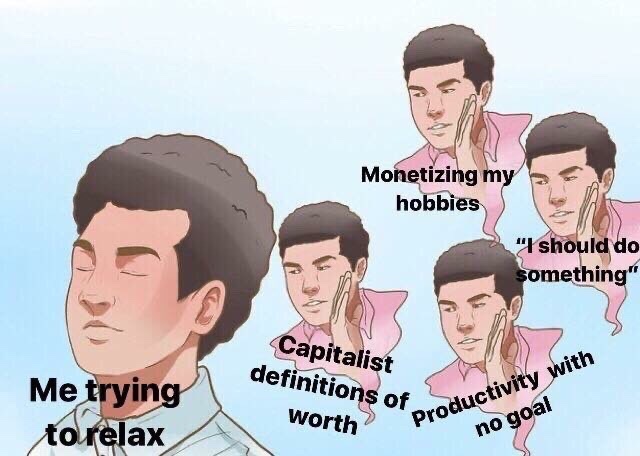 Monetizing my
hobbies
“I should do
something”
Capitalist
definitions of
worth
Productivity with
no goal
Me trying
to relax